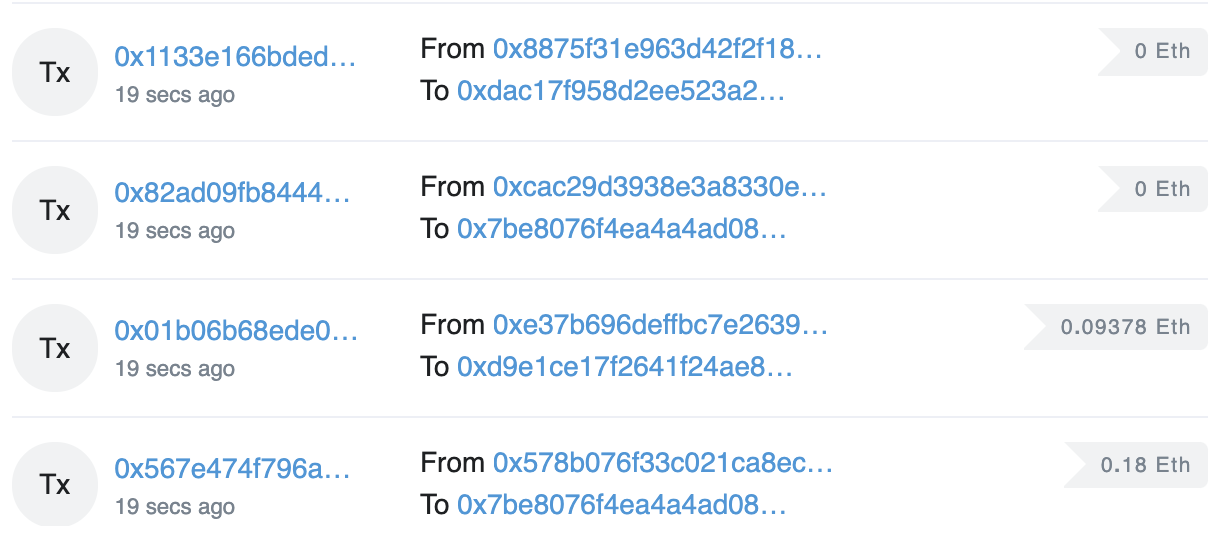 Tx
0x1133e166bded...
19 secs ago
From 0x8875f31e963d42f2f18...
To 0xdac17f958d2ee523a2...
0 Eth
Tx
0x82ad09fb8444...
19 secs ago
From 0xcac29d3938e3a8330e...
To 0x7be8076f4ea4a4ad08...
0 Eth
Tx
0x01b06b68ede0...
19 secs ago
From 0xe37b696deffbc7e2639...
To 0xd9e1ce17f2641f24ae8...
0.09378 Eth
Tx
0x567e474f796a...
19 secs ago
From 0x578b076f33c021ca8ec...
To 0x7be8076f4ea4a4ad08...
0.18 Eth